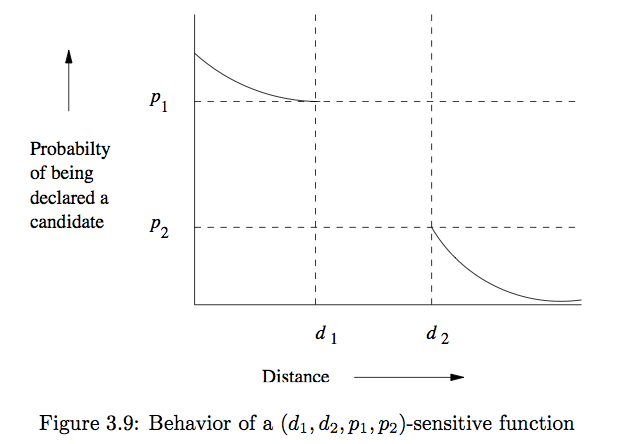 p1
Probabilty
of being
declared a
candidate
p2
d1 d2
Distance
Figure 3.9: Behavior of a (d1, d2, p1, p2)-sensitive function